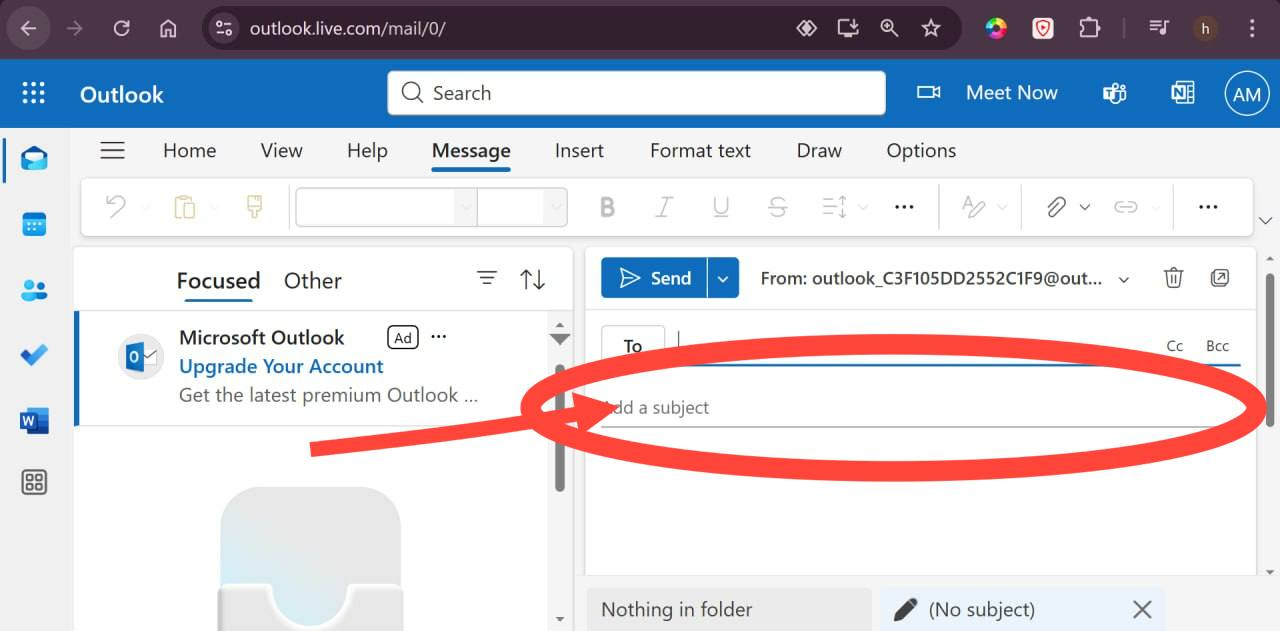 outlook.live.com/mail/0/
h
Outlook
Search
Meet Now
AM
Home View Help Message Insert Format text Draw Options
B I U S
Focused Other
Microsoft Outlook Ad
Upgrade Your Account
Get the latest premium Outlook ...
Send From: outlook_C3F105DD2552C1F9@out...
To Cc Bcc
Add a subject
Nothing in folder (No subject)